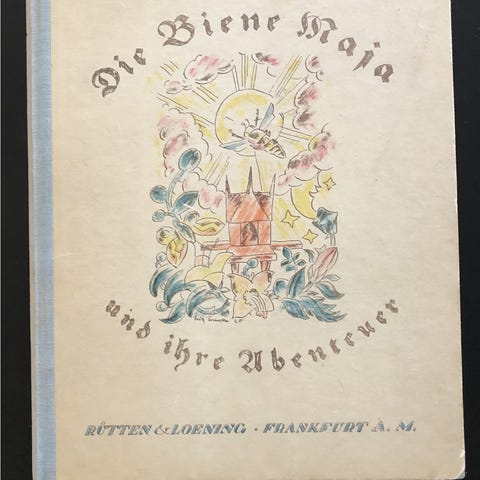 Die Biene Maja
und ihre Abenteuer
RÜTTEN & LOENING · FRANKFURT A. M.